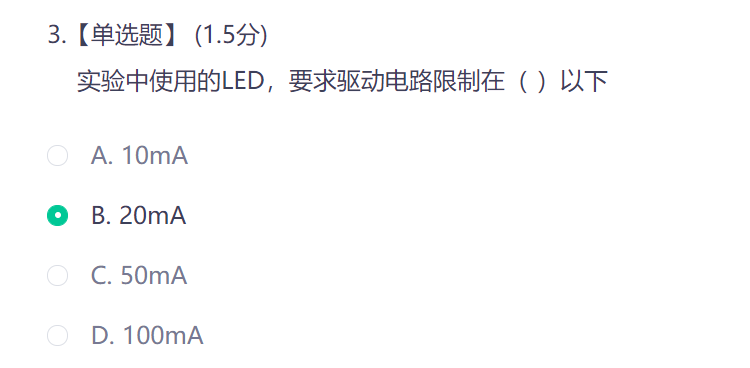 3.【单选题】 (1.5分)
实验中使用的LED，要求驱动电路限制在（ ）以下
A. 10mA
B. 20mA
C. 50mA
D. 100mA